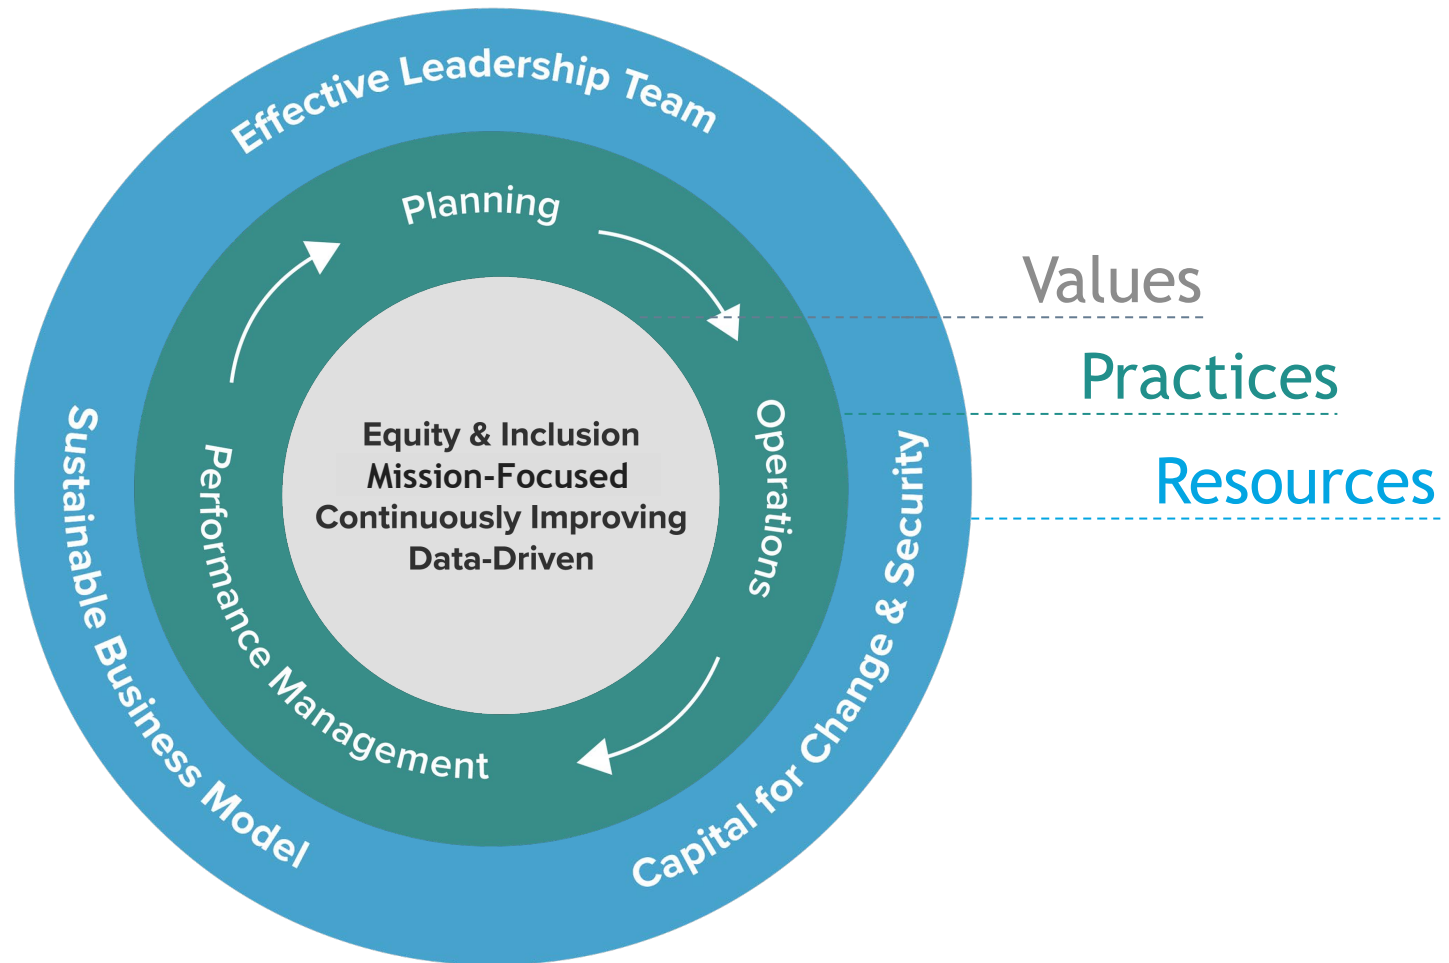 Effective Leadership Team
Planning
Values
Practices
Operations
Resources
Equity & Inclusion
Mission-Focused
Continuously Improving
Data-Driven
Performance Management
Sustainable Business Model
Capital for Change & Security